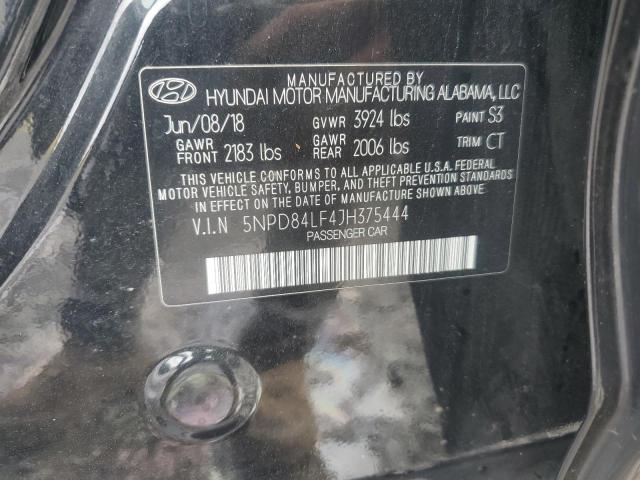 MANUFACTURED BY
HYUNDAI MOTOR MANUFACTURING ALABAMA, LLC
Jun/08/18 GVWR 3924 lbs PAINT S3
GAWR FRONT 2183 lbs GAWR REAR 2006 lbs TRIM CT
THIS VEHICLE CONFORMS TO ALL APPLICABLE U.S.A. FEDERAL
MOTOR VEHICLE SAFETY, BUMPER, AND THEFT PREVENTION STANDARDS
IN EFFECT ON THE DATE OF MANUFACTURE SHOWN ABOVE.
V.I.N 5NPD84LF4JH375444
PASSENGER CAR